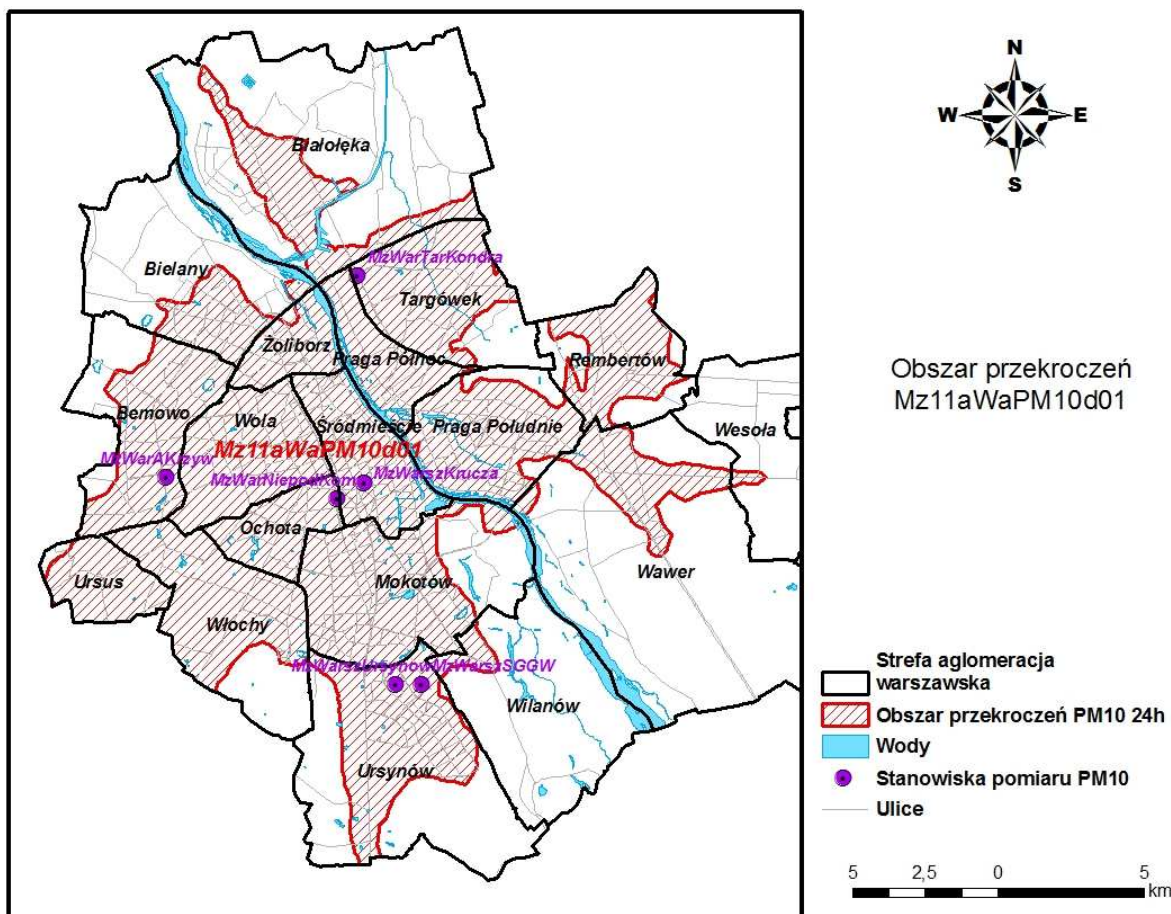 Białołęka
MzWarTarKondra
Bielany
Targówek
Żoliborz
Praga Północ
Rembertów
Bemowo
Wola
Śródmieście
Praga Południe
Wesoła
Mz11aWaPM10d01
MzWarAKrzyw
MzWarNiepodKom
MzWarszKrucza
Ochota
Ursus
Mokotów
Wawer
Włochy
MzWarszUrsynow
MzWarszSGGW
Wilanów
Ursynów
N
W
E
S
Obszar przekroczeń
Mz11aWaPM10d01
Strefa aglomeracja
warszawska
Obszar przekroczeń PM10 24h
Wody
Stanowiska pomiaru PM10
Ulice
5 2,5 0 5
km